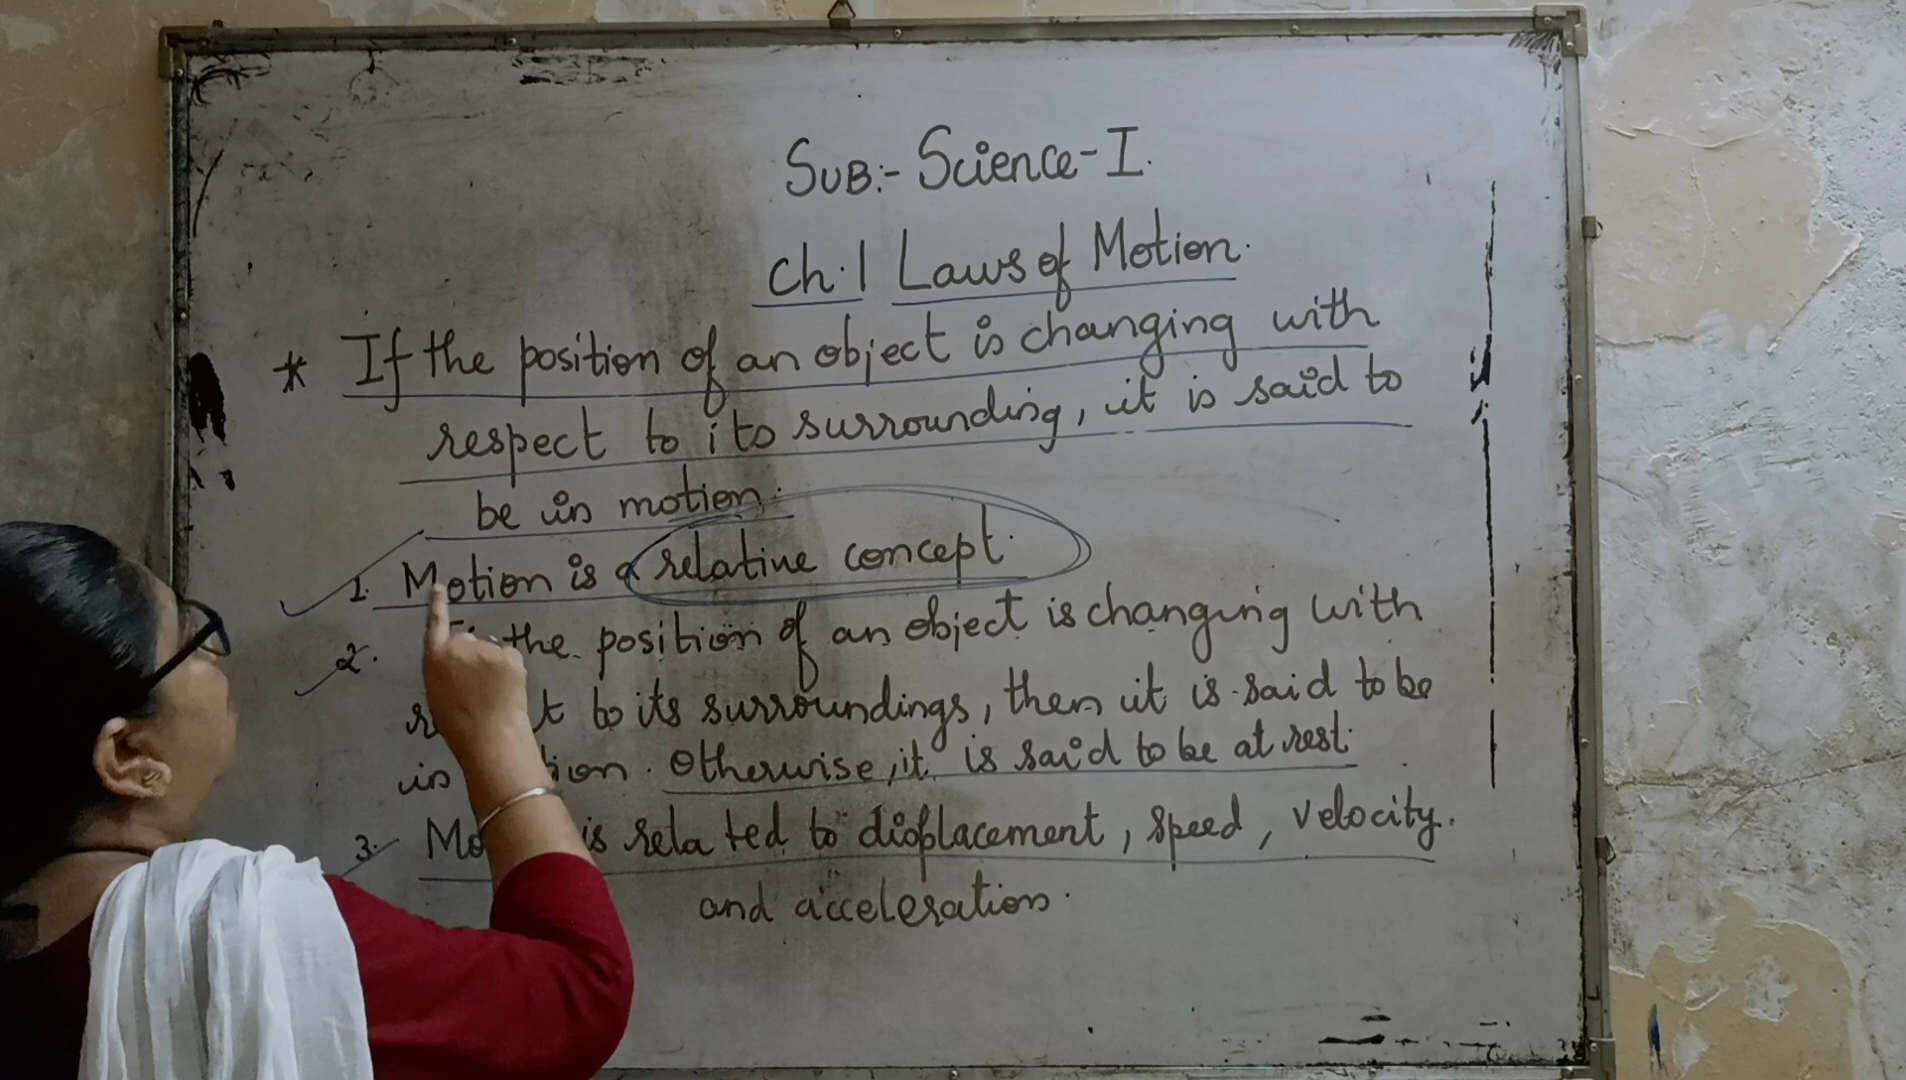 SUB:- Science-I.
Ch.1 Laws of Motion.
* If the position of an object is changing with
respect to its surrounding, it is said to
be in motion.
1. Motion is a relative concept.
2. the position of an object is changing with
to its surroundings, then it is said to be
in . Otherwise, it is said to be at rest.
3. is related to displacement, speed, velocity.
and acceleration.